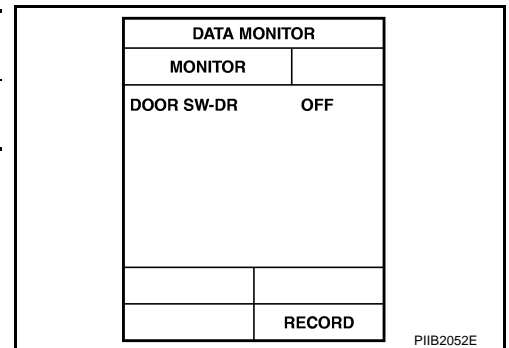 DATA MONITOR
MONITOR
DOOR SW-DR OFF
RECORD
PIIB2052E